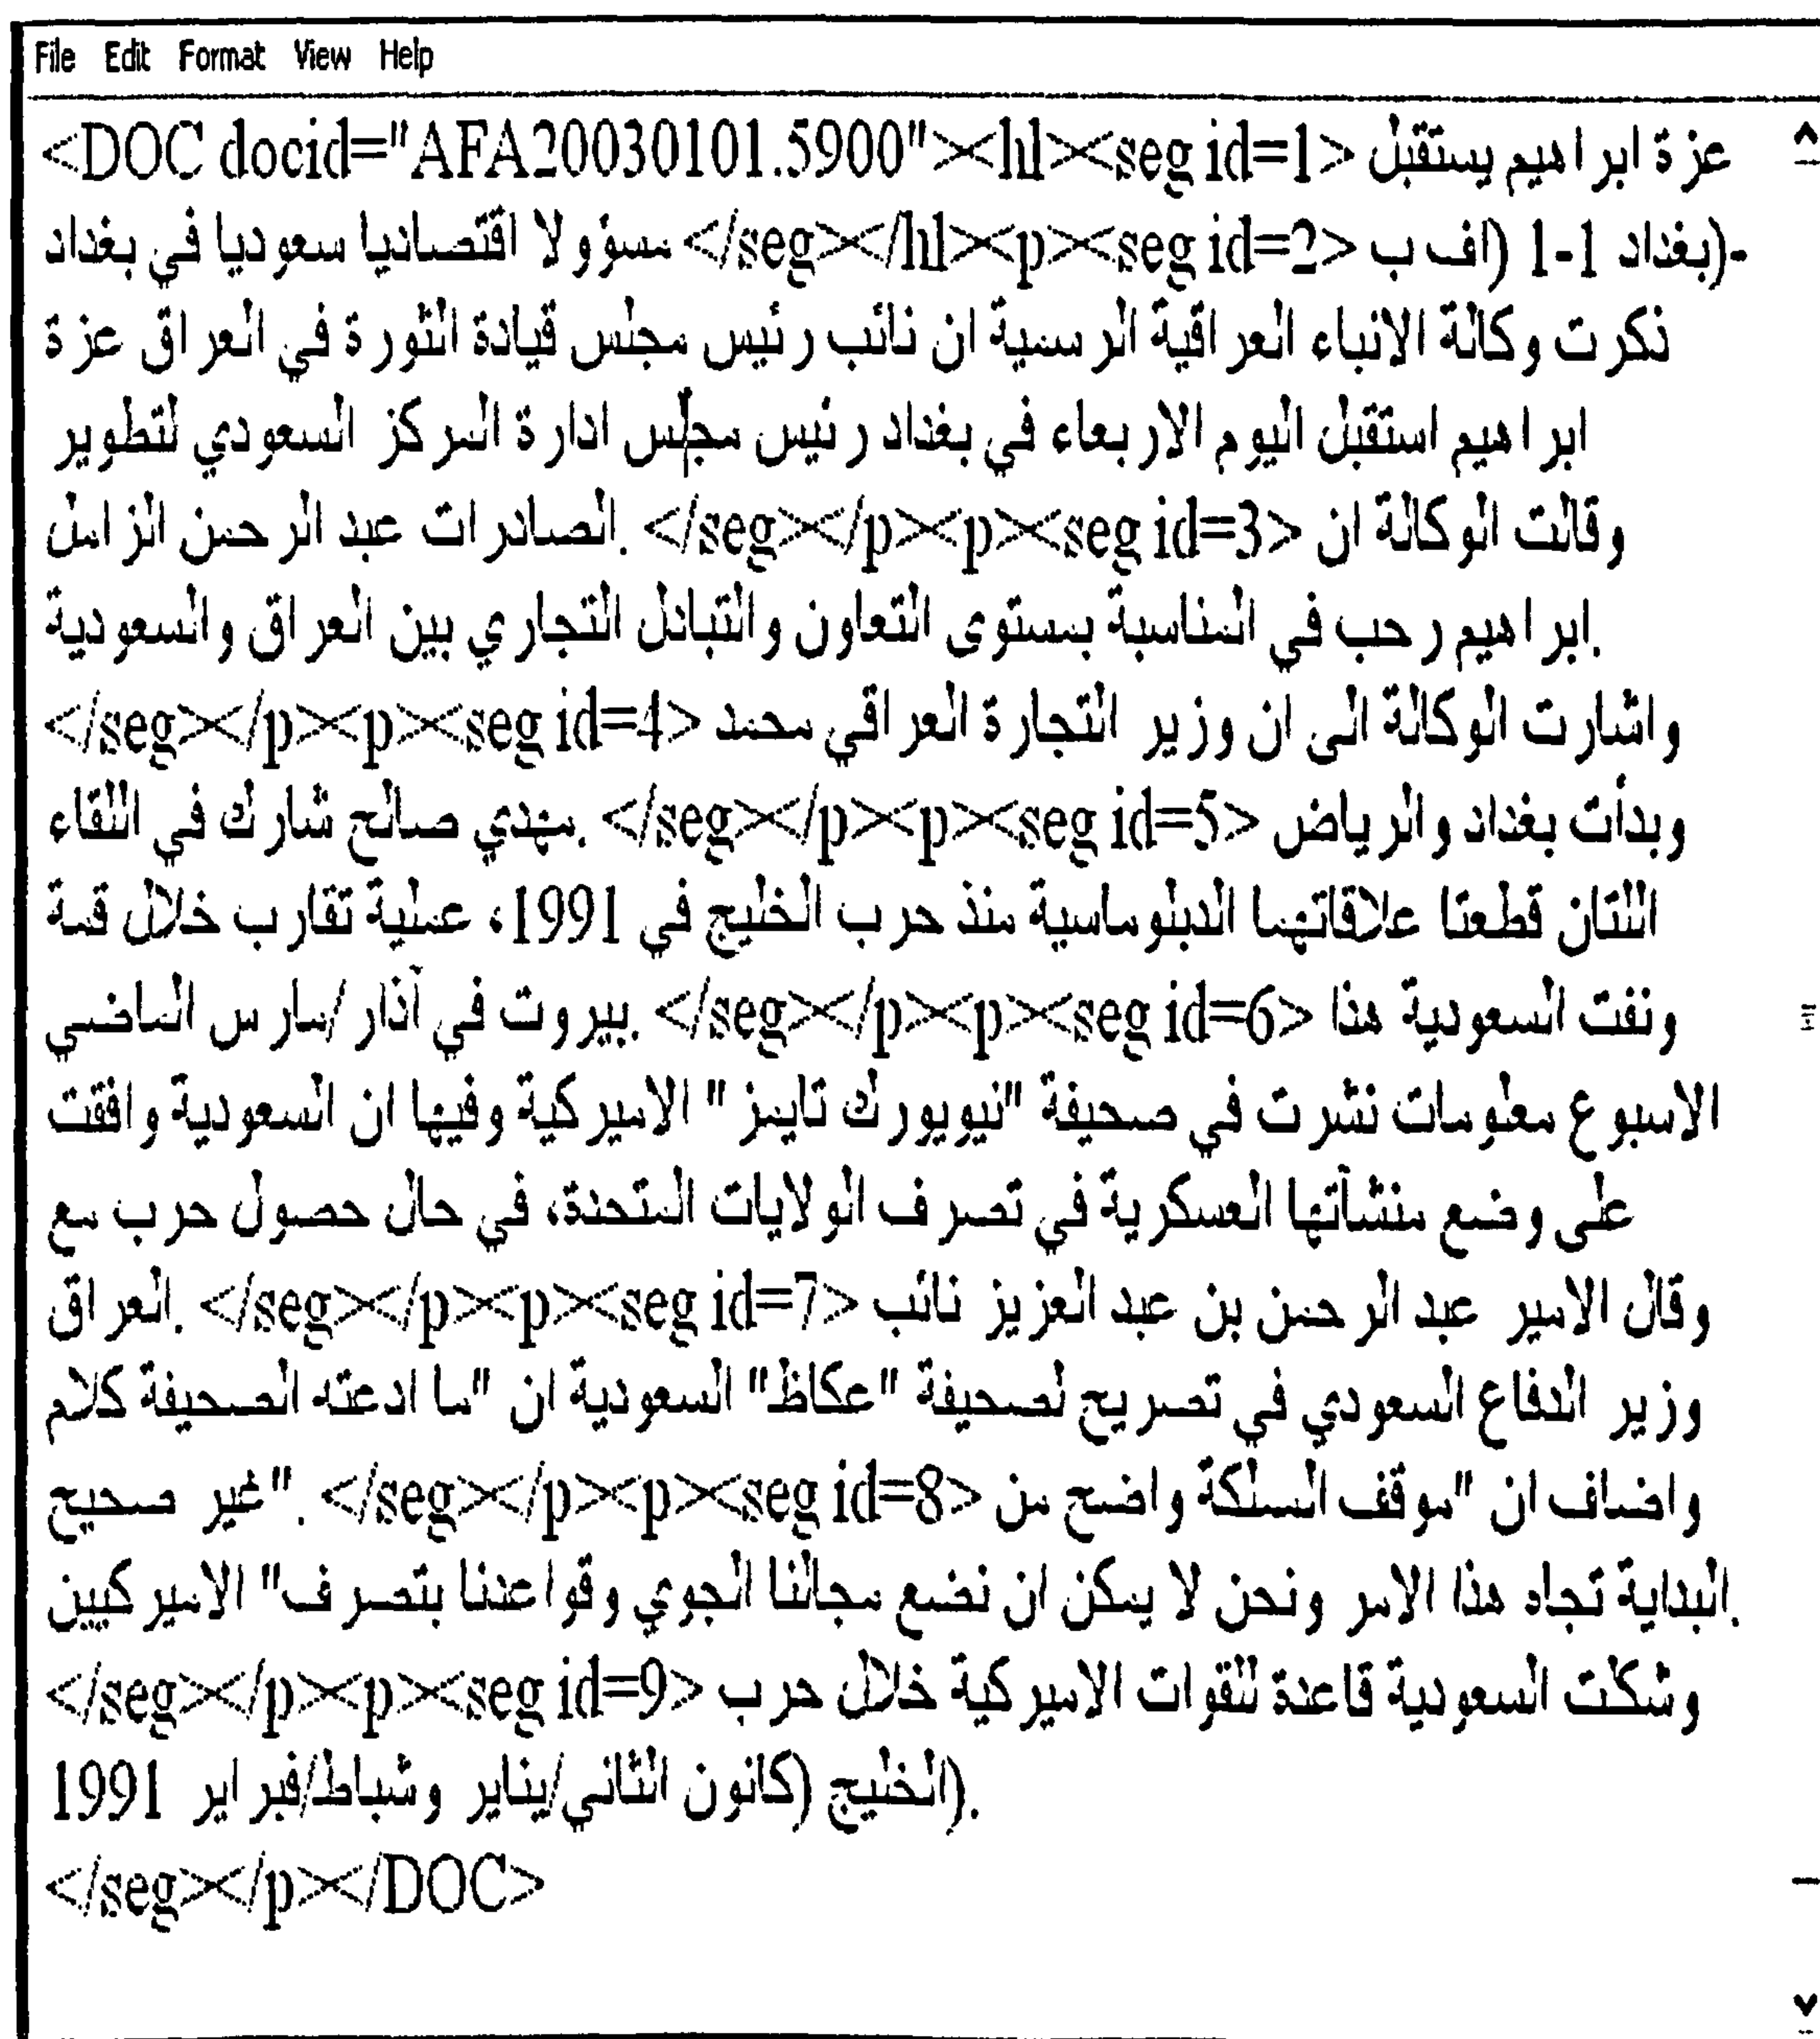 File Edit Format View Help
<DOC docid="AFA20030101.5900"><hl><seg id=1> عزة ابراهيم يستقبل
مسؤولا اقتصاديا سعوديا في بغداد </seg></hl><p><seg id=2> بغداد 1-1 (اف ب)-
ذكرت وكالة الانباء العراقية الرسمية ان نائب رئيس مجلس قيادة الثورة في العراق عزة
ابراهيم استقبل اليوم الاربعاء في بغداد رئيس مجلس ادارة المركز السعودي لتطوير
الصادرات عبد الرحمن الزامل. </seg></p><p><seg id=3> وقالت الوكالة ان
ابراهيم رحب في المناسبة بمستوى التعاون والتبادل التجاري بين العراق والسعودية.
</seg></p><p><seg id=4> واشارت الوكالة الى ان وزير التجارة العراقي محمد
مهدي صالح شارك في اللقاء. </seg></p><p><seg id=5> وبدأت بغداد والرياض
اللتان قطعتا علاقاتهما الدبلوماسية منذ حرب الخليج في 1991، عملية تقارب خلال قمة
بيروت في آذار/مارس الماضي. </seg></p><p><seg id=6> ونفت السعودية هذا
الاسبوع معلومات نشرت في صحيفة "نيويورك تايمز" الاميركية وفيها ان السعودية وافقت
على وضع منشآتها العسكرية في تصرف الولايات المتحدة، في حال حصول حرب مع
العراق. </seg></p><p><seg id=7> وقال الامير عبد الرحمن بن عبد العزيز نائب
وزير الدفاع السعودي في تصريح لصحيفة "عكاظ" السعودية ان "ما ادعته الصحيفة كلام
غير صحيح". </seg></p><p><seg id=8> واضاف ان "موقف المملكة واضح من
البداية تجاه هذا الامر ونحن لا يمكن ان نضع مجالنا الجوي وقواعدنا بتصرف" الاميركيين.
</seg></p><p><seg id=9> وشكلت السعودية قاعدة للقوات الاميركية خلال حرب
الخليج (كانون الثاني/يناير وشباط/فبراير 1991).
</seg></p></DOC>